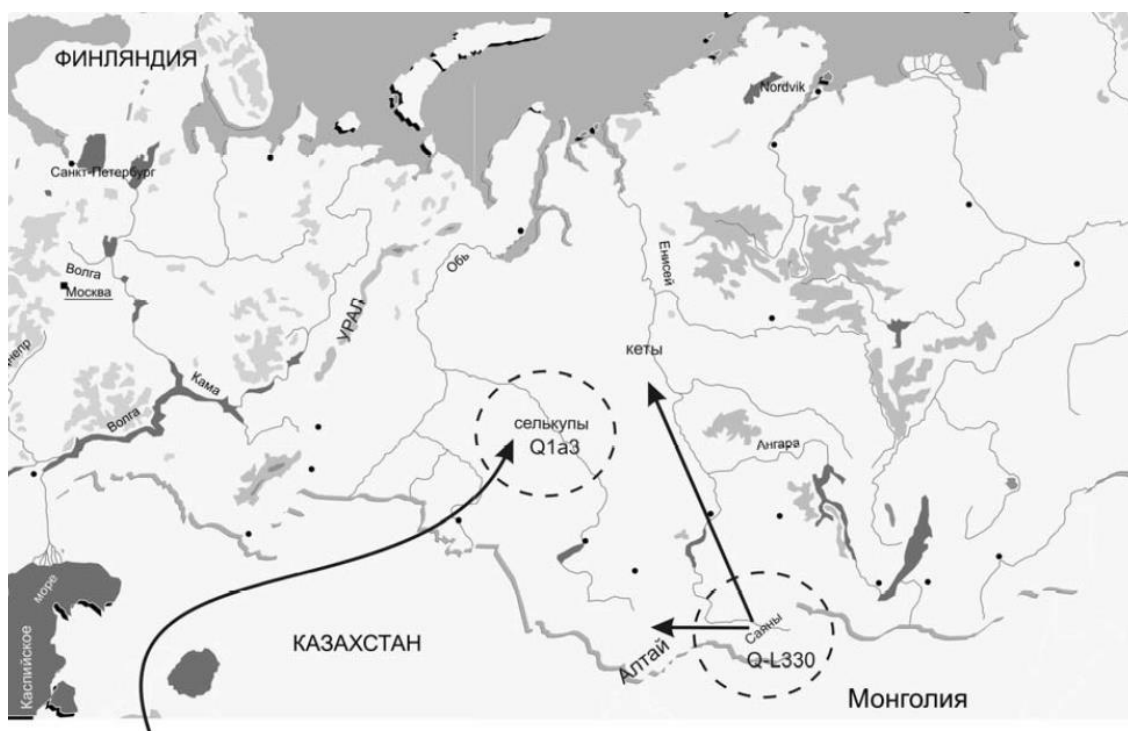 ФИНЛЯНДИЯ
Nordvik
Санкт-Петербург
Обь
Енисей
Волга
Москва
УРАЛ
кеты
непр
Кама
Волга
селькупы
Q1a3
Ангара
Каспийское
море
КАЗАХСТАН
Саяны
Алтай
Q-L330
Монголия